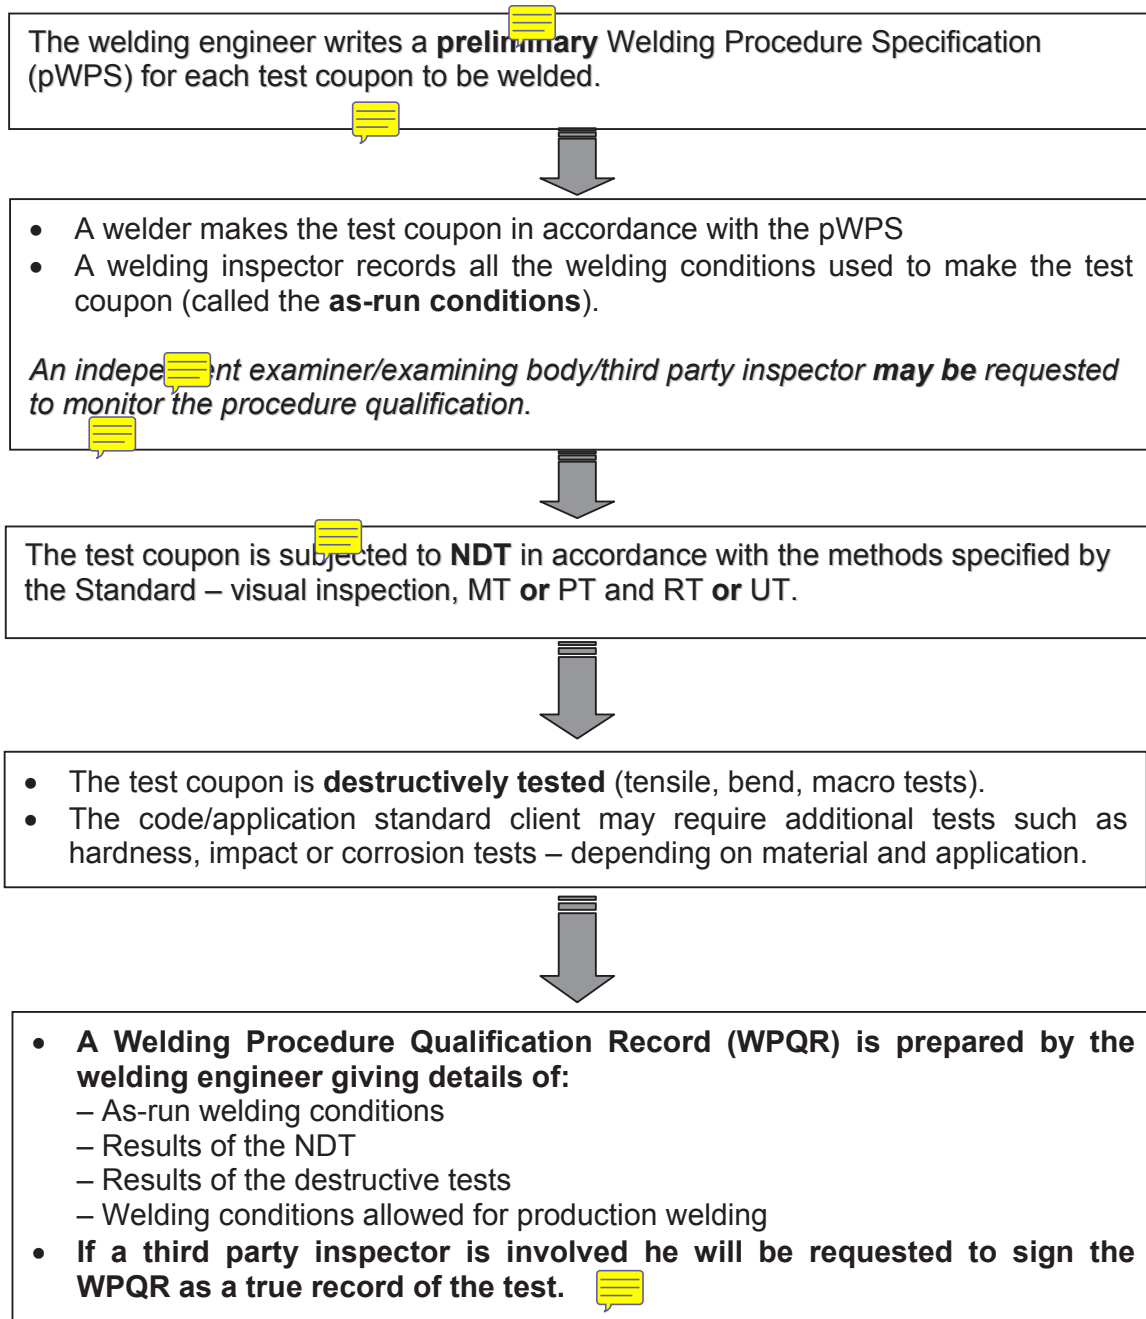 The welding engineer writes a preliminary Welding Procedure Specification
(pWPS) for each test coupon to be welded.
• A welder makes the test coupon in accordance with the pWPS
• A welding inspector records all the welding conditions used to make the test
coupon (called the as-run conditions).
An independent examiner/examining body/third party inspector may be requested
to monitor the procedure qualification.
The test coupon is subjected to NDT in accordance with the methods specified by
the Standard – visual inspection, MT or PT and RT or UT.
• The test coupon is destructively tested (tensile, bend, macro tests).
• The code/application standard client may require additional tests such as
hardness, impact or corrosion tests – depending on material and application.
• A Welding Procedure Qualification Record (WPQR) is prepared by the
welding engineer giving details of:
– As-run welding conditions
– Results of the NDT
– Results of the destructive tests
– Welding conditions allowed for production welding
• If a third party inspector is involved he will be requested to sign the
WPQR as a true record of the test.